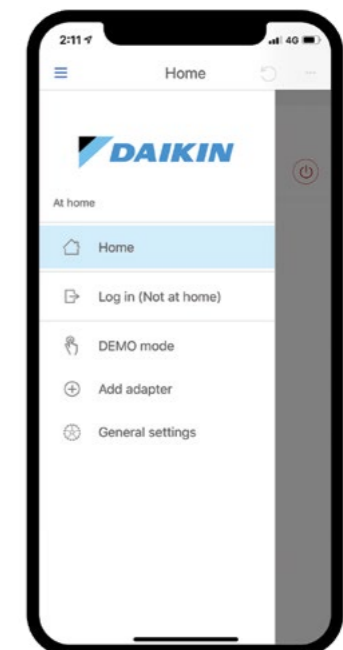 2:11
4G
Home
DAIKIN
At home
Home
Log in (Not at home)
DEMO mode
Add adapter
General settings